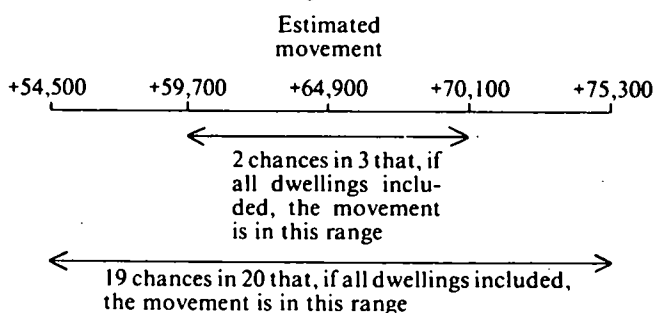 Estimated
movement
+54,500 +59,700 +64,900 +70,100 +75,300
2 chances in 3 that, if
all dwellings inclu-
ded, the movement
is in this range
19 chances in 20 that, if all dwellings included,
the movement is in this range